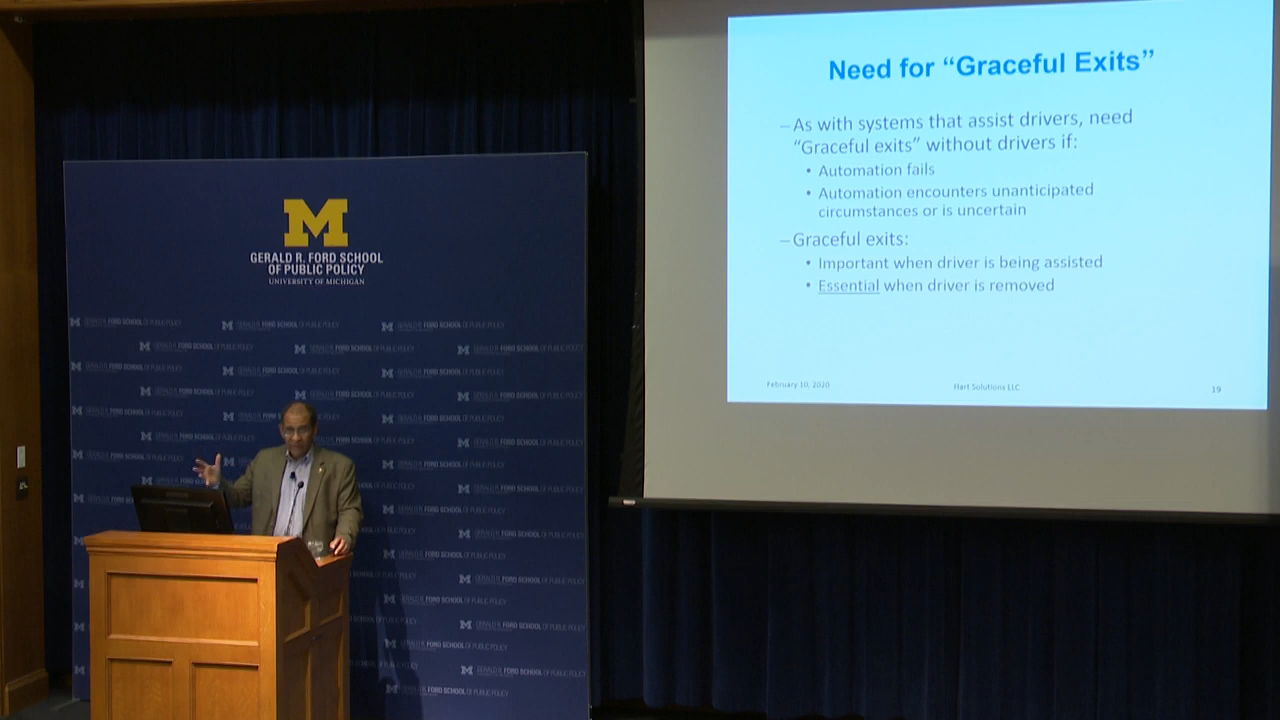 M
GERALD R. FORD SCHOOL
OF PUBLIC POLICY
UNIVERSITY OF MICHIGAN
Need for “Graceful Exits”
–As with systems that assist drivers, need
“Graceful exits” without drivers if:
• Automation fails
• Automation encounters unanticipated
circumstances or is uncertain
–Graceful exits:
• Important when driver is being assisted
• Essential when driver is removed
February 10, 2020
Hart Solutions LLC
19